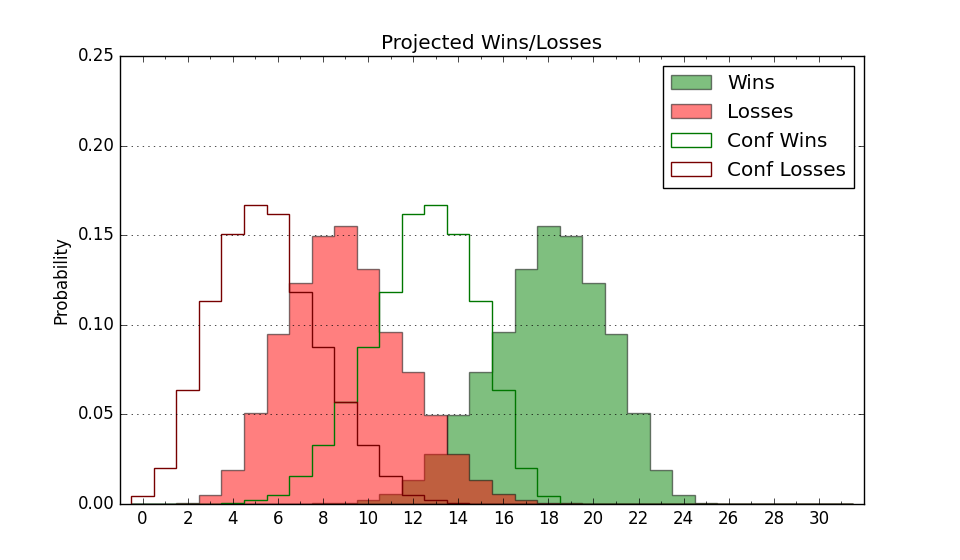 Projected Wins/Losses
0.25
0.20
0.15
0.10
0.05
0.00
Probability
Wins
Losses
Conf Wins
Conf Losses
0 2 4 6 8 10 12 14 16 18 20 22 24 26 28 30